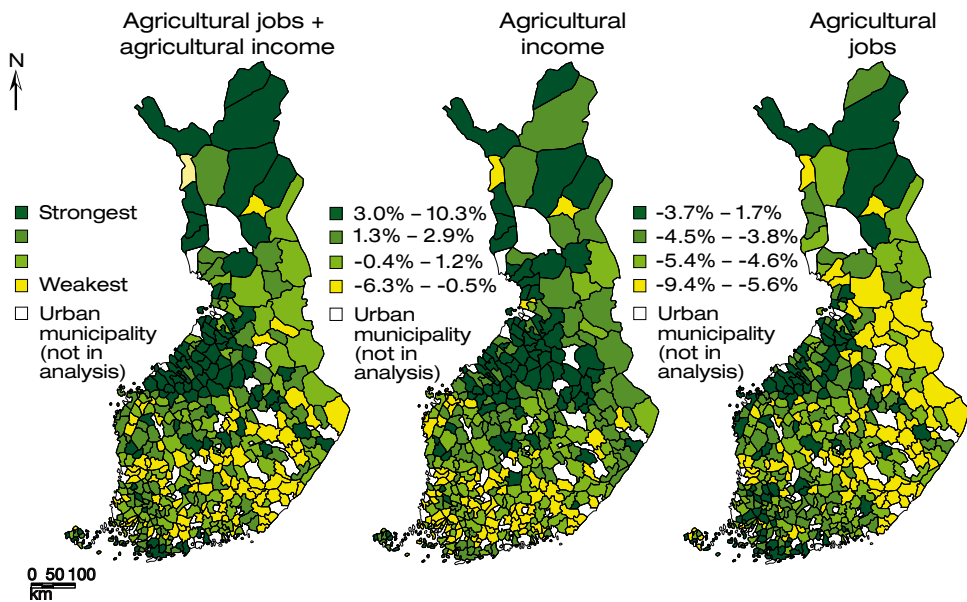 Agricultural jobs +
agricultural income
Agricultural
income
Agricultural
jobs
N
Strongest
Weakest
Urban
municipality
(not in
analysis)
3.0% – 10.3%
1.3% – 2.9%
-0.4% – 1.2%
-6.3% – -0.5%
Urban
municipality
(not in
analysis)
-3.7% – 1.7%
-4.5% – -3.8%
-5.4% – -4.6%
-9.4% – -5.6%
Urban
municipality
(not in
analysis)
0 50 100
km